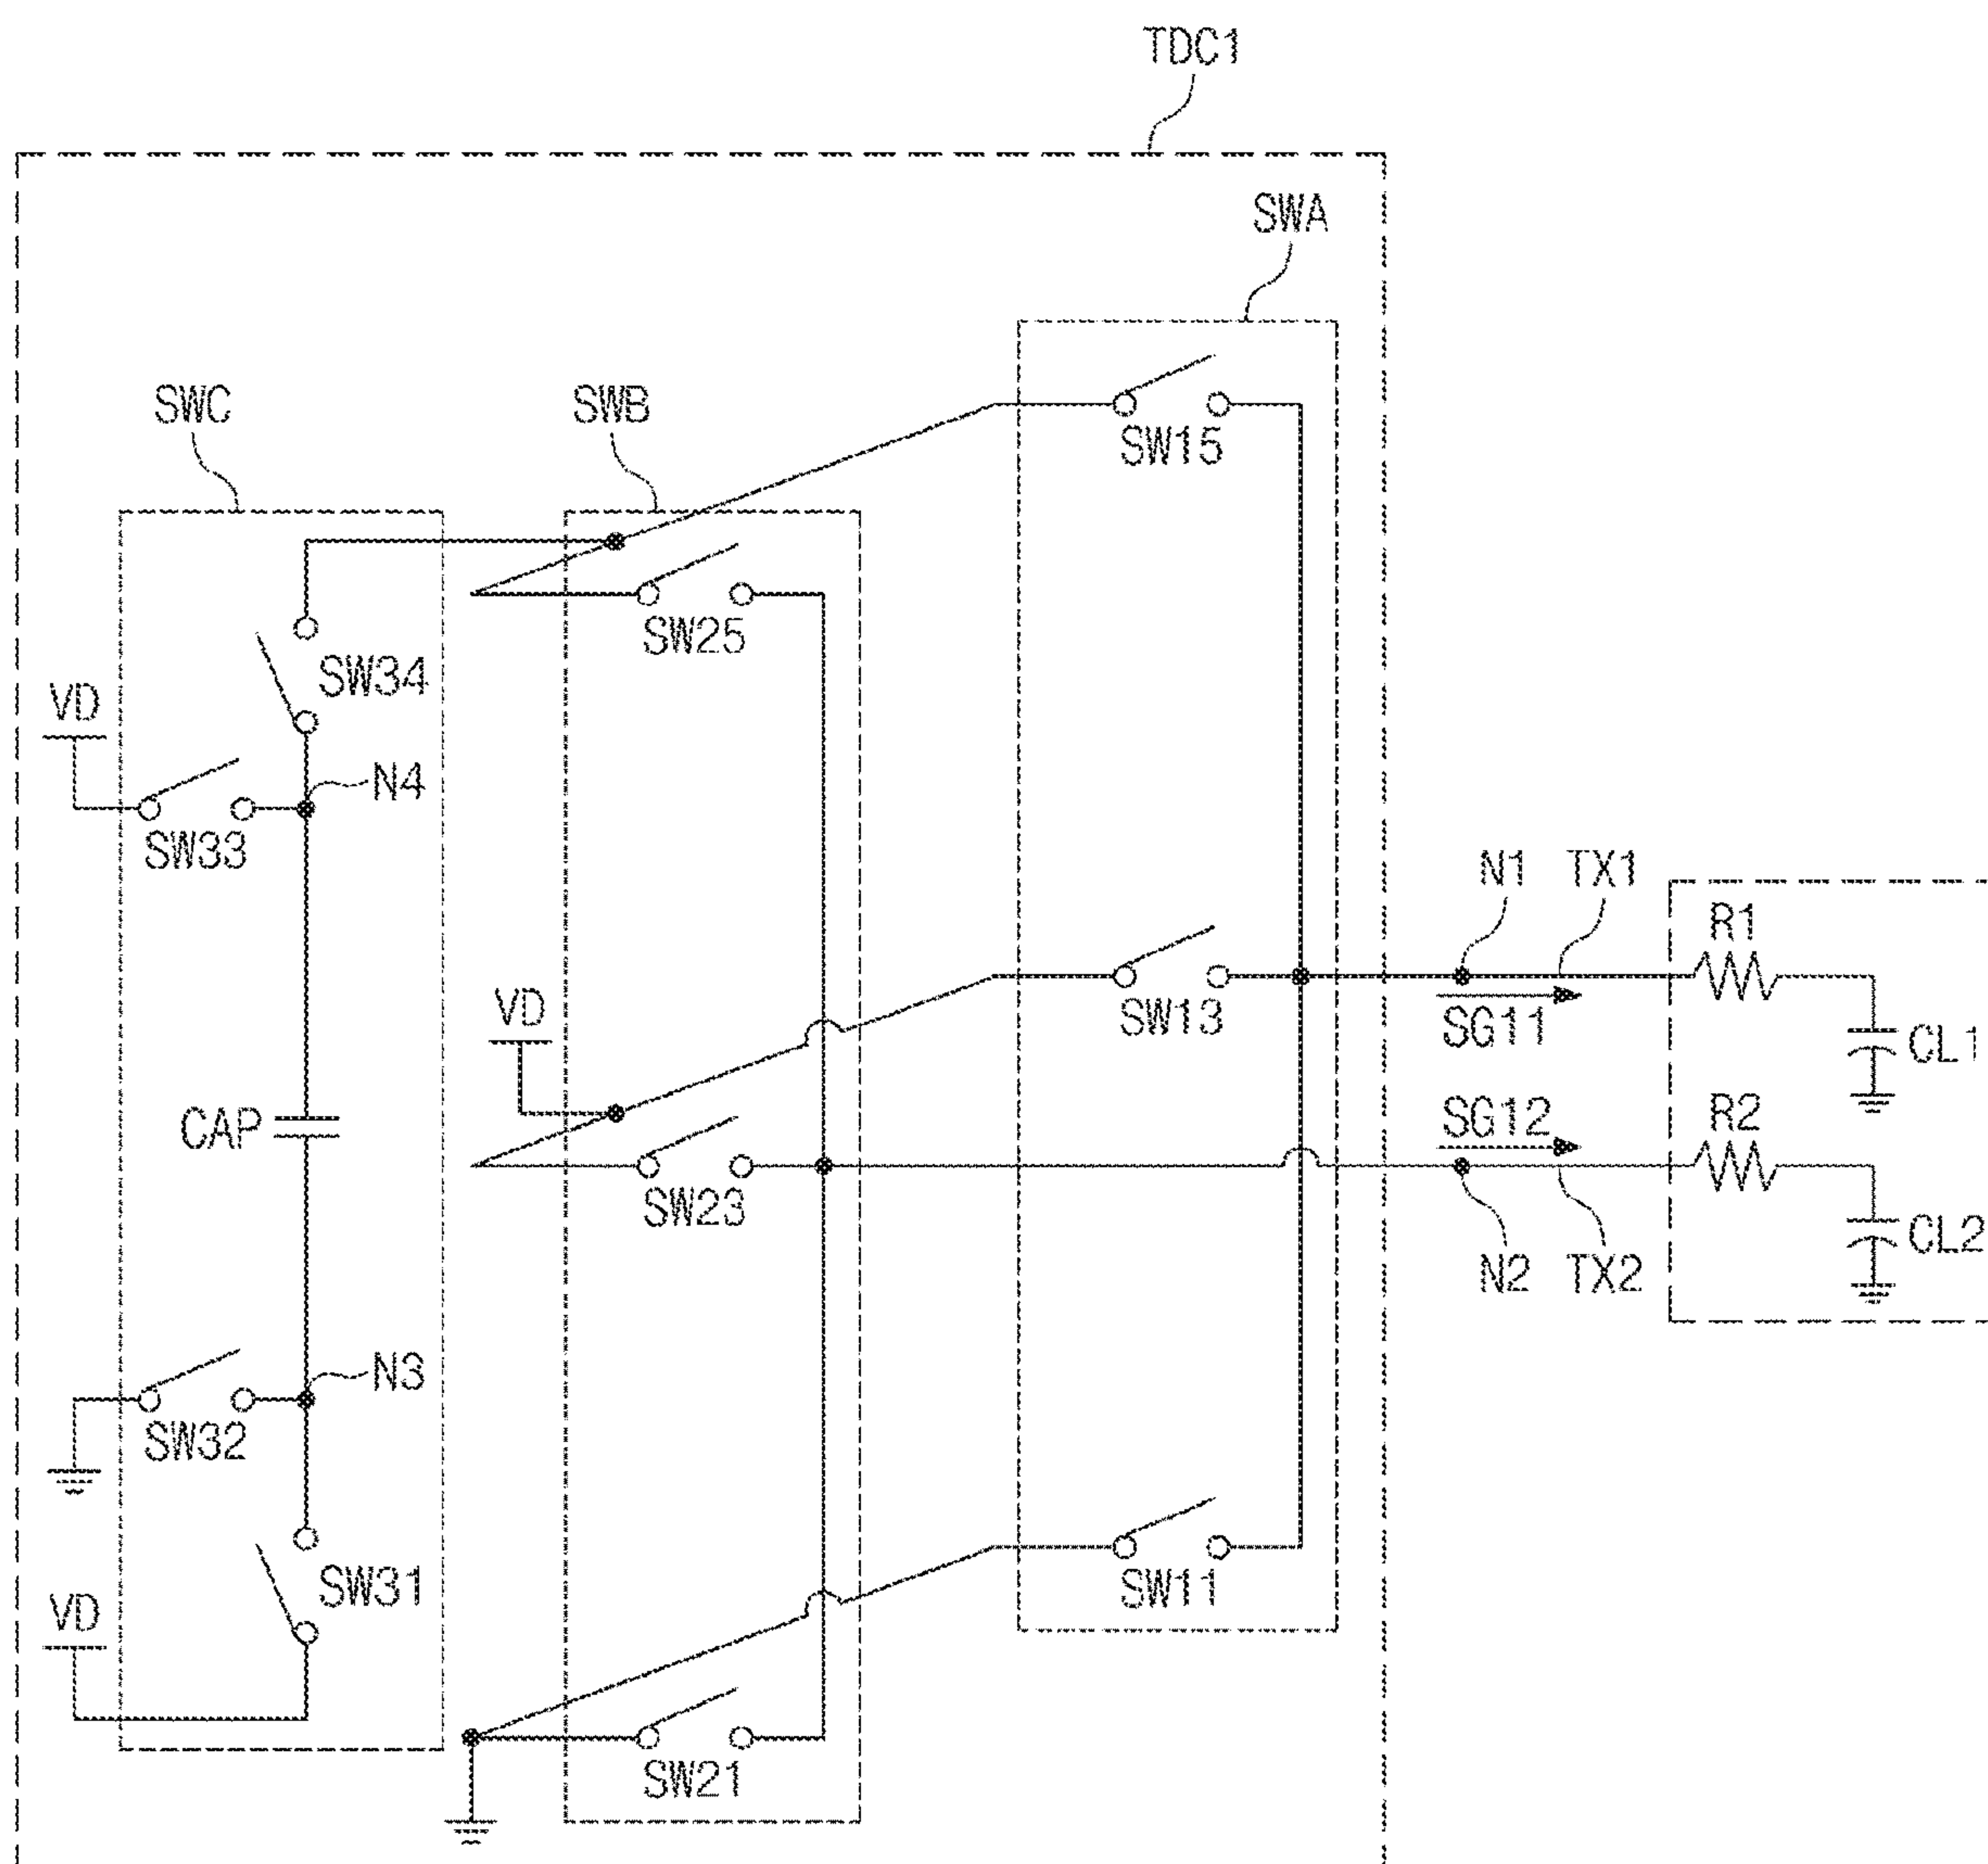 TDC1
SWA
SWC
SWB
SW15
SW25
SW34
VD
N4
SW33
N1
TX1
R1
VD
SW13
SG11
CL1
CAP
SG12
R2
SW23
N2
TX2
CL2
N3
SW32
SW31
SW11
VD
SW21